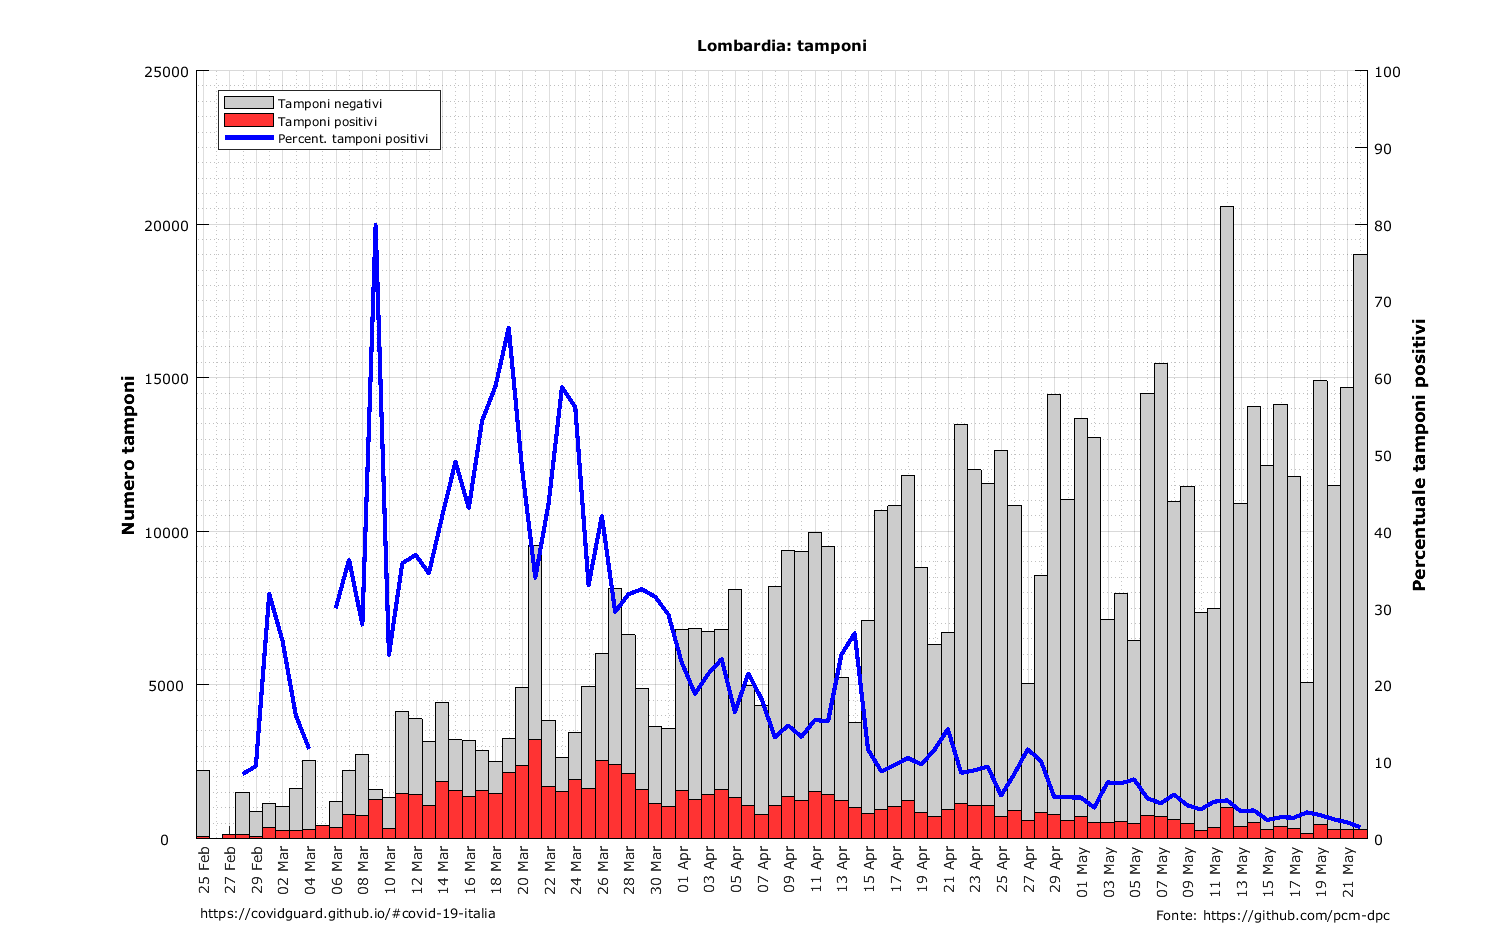 Lombardia: tamponi
25000
20000
15000
10000
5000
0
Numero tamponi
Tamponi negativi
Tamponi positivi
Percent. tamponi positivi
100
90
80
70
60
50
40
30
20
10
0
Percentuale tamponi positivi
25 Feb
27 Feb
29 Feb
02 Mar
04 Mar
06 Mar
08 Mar
10 Mar
12 Mar
14 Mar
16 Mar
18 Mar
20 Mar
22 Mar
24 Mar
26 Mar
28 Mar
30 Mar
01 Apr
03 Apr
05 Apr
07 Apr
09 Apr
11 Apr
13 Apr
15 Apr
17 Apr
19 Apr
21 Apr
23 Apr
25 Apr
27 Apr
29 Apr
01 May
03 May
05 May
07 May
09 May
11 May
13 May
15 May
17 May
19 May
21 May
https://covidguard.github.io/#covid-19-italia
Fonte: https://github.com/pcm-dpc